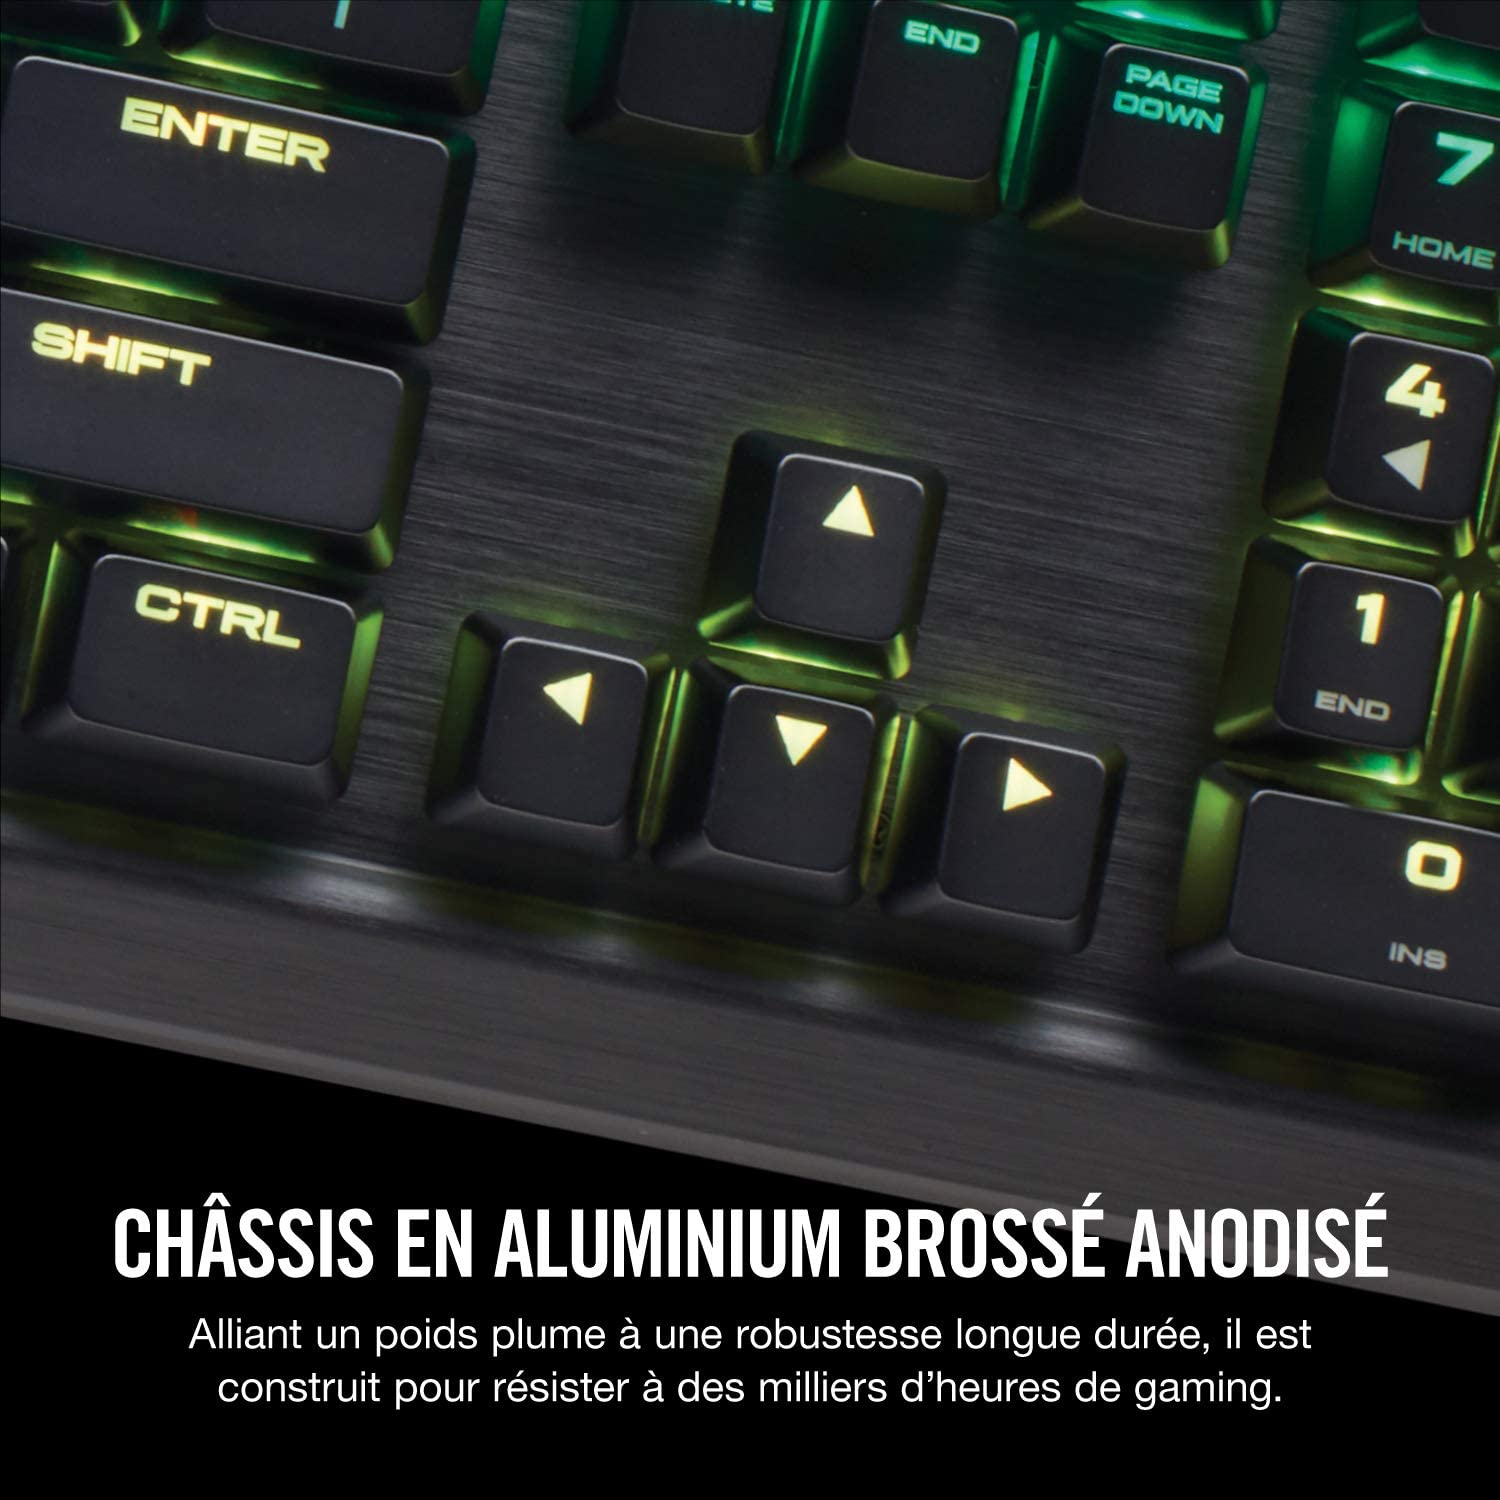 END
PAGE
DOWN
7
HOME
ENTER
SHIFT
4
CTRL
1
END
0
INS
CHÂSSIS EN ALUMINIUM BROSSÉ ANODISÉ
Alliant un poids plume à une robustesse longue durée, il est
construit pour résister à des milliers d’heures de gaming.